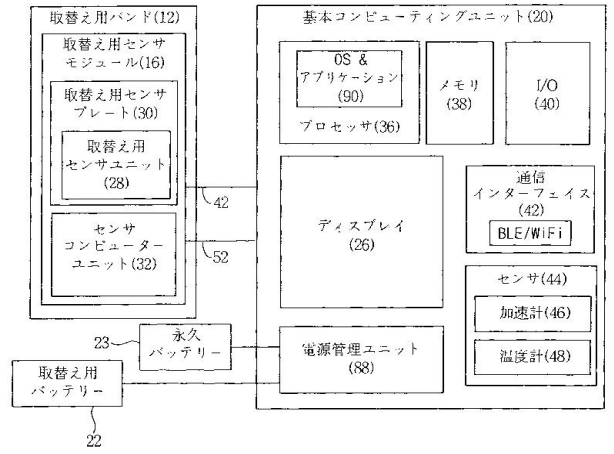 取替え用バンド(12)
取替え用センサ
モジュール(16)
取替え用センサ
プレート(30)
取替え用
センサユニット
(28)
センサ
コンピューター
ユニット(32)
42
52
基本コンピューティングユニット(20)
OS &
アプリケーション
(90)
プロセッサ(36)
メモリ
(38)
I/O
(40)
ディスプレイ
(26)
通信
インターフェイス
(42)
BLE/WiFi
センサ(44)
加速計(46)
温度計(48)
電源管理ユニット
(88)
23
永久
バッテリー
取替え用
バッテリー
22